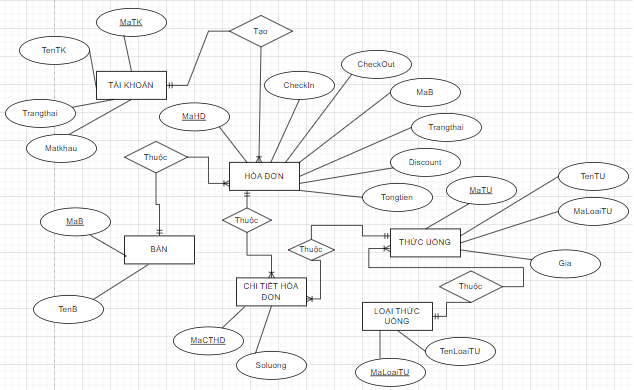 MaTK
TenTK
Tạo
TÀI KHOẢN
CheckOut
CheckIn
MaB
Trangthai
MaHD
Trangthai
Matkhau
Thuộc
Discount
HÓA ĐƠN
MaTU
TenTU
Tongtien
MaLoaiTU
MaB
Thuộc
BÀN
Thuộc
THỨC UỐNG
Gia
CHI TIẾT HÓA
ĐƠN
Thuộc
TenB
LOẠI THỨC
UỐNG
MaCTHD
TenLoaiTU
Soluong
MaLoaiTU